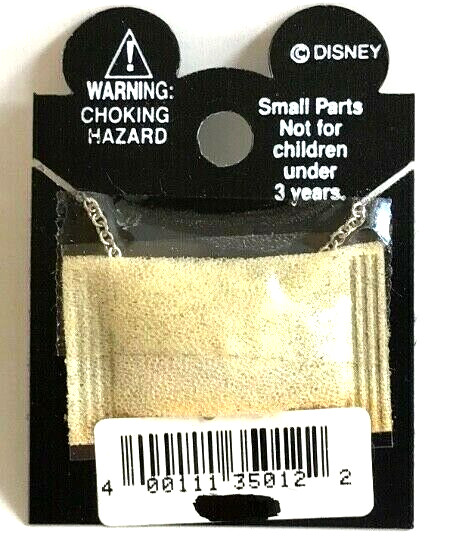 WARNING:
CHOKING
HAZARD
© DISNEY
Small Parts
Not for
children
under
3 years.
4 00111 35012 2